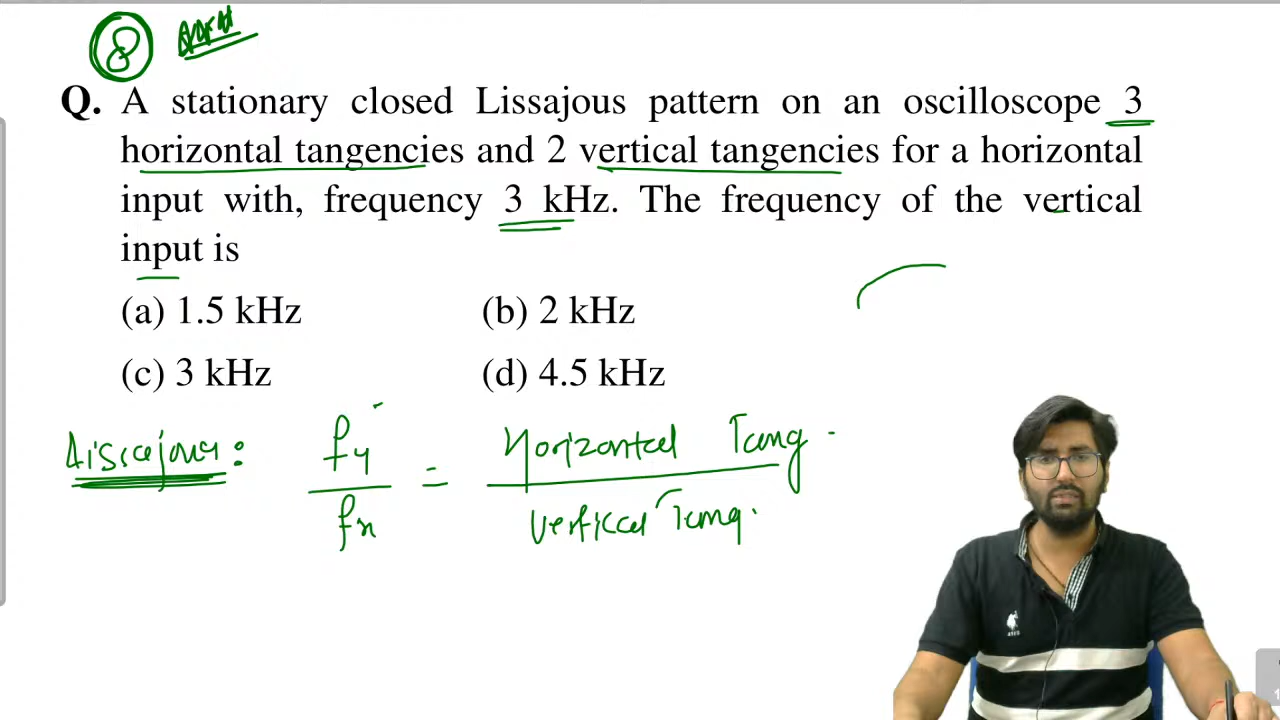 8
Q. A stationary closed Lissajous pattern on an oscilloscope 3
horizontal tangencies and 2 vertical tangencies for a horizontal
input with, frequency 3 kHz. The frequency of the vertical
input is
(a) 1.5 kHz (b) 2 kHz
(c) 3 kHz (d) 4.5 kHz
fy / fx = Horizontal Tang. / Vertical Tang.